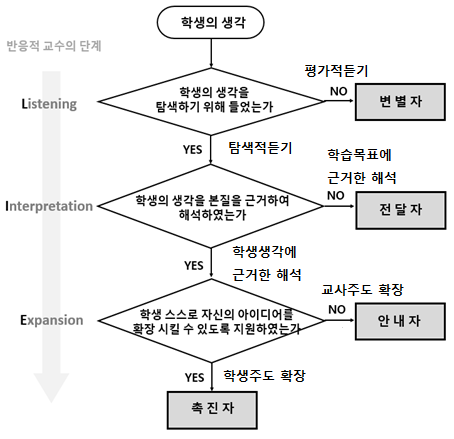 학생의 생각
반응적 교수의 단계
평가적듣기
학생의 생각을
탐색하기 위해 들었는가
Listening
NO
변 별 자
YES
탐색적듣기
학습목표에
근거한 해석
학생의 생각을 본질을 근거하여
해석하였는가
Interpretation
NO
전 달 자
YES
학생생각에
근거한 해석
교사주도 확장
학생 스스로 자신의 아이디어를
확장 시킬 수 있도록 지원하였는가
Expansion
NO
안 내 자
YES
학생주도 확장
촉 진 자